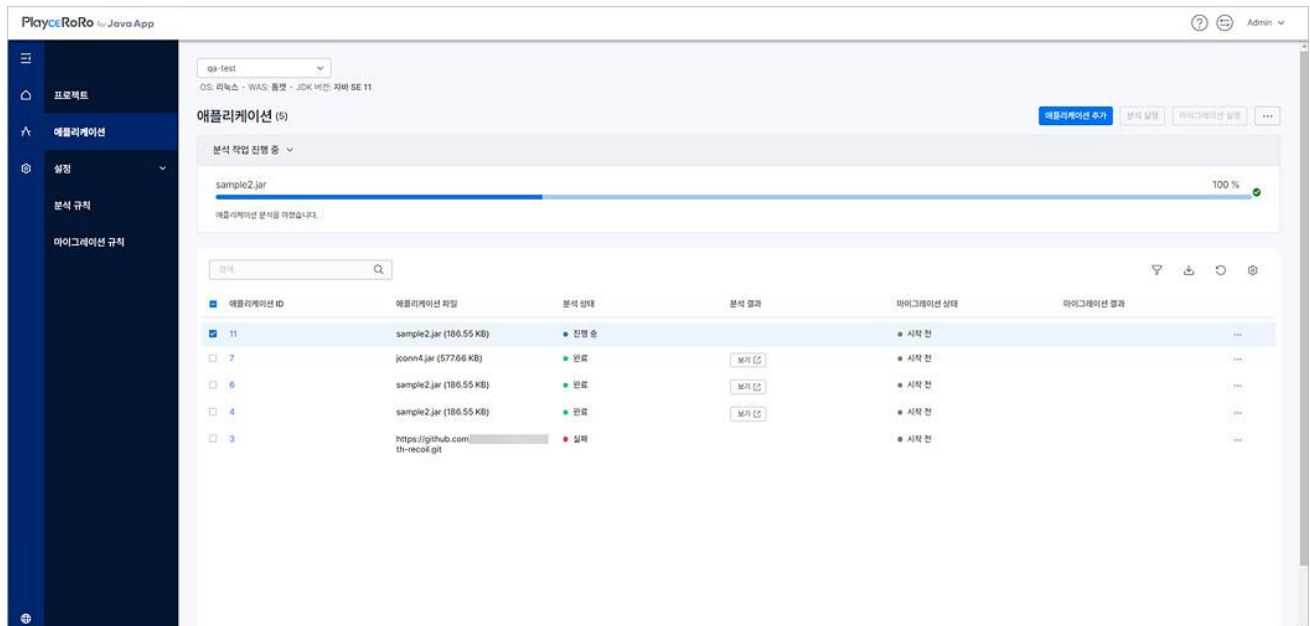 PlayceRoRo for Java App
Admin
qa-test
OS: 리눅스 - WAS: 톰캣 - JDK 버전: 자바 SE 11
프로젝트
애플리케이션
설정
분석 규칙
마이그레이션 규칙
애플리케이션 (5)
애플리케이션 추가 분석 실행 마이그레이션 실행 ...
분석 작업 진행 중
sample2.jar 100 %
애플리케이션 분석을 마쳤습니다.
검색
애플리케이션 ID 애플리케이션 파일 분석 상태 분석 결과 마이그레이션 상태 마이그레이션 결과
11 sample2.jar (186.55 KB) 진행 중 시작 전 ...
7 jconn4.jar (577.66 KB) 완료 보기 시작 전 ...
6 sample2.jar (186.55 KB) 완료 보기 시작 전 ...
4 sample2.jar (186.55 KB) 완료 보기 시작 전 ...
3 https://github.com 실패 시작 전 ...
th-recoil.git